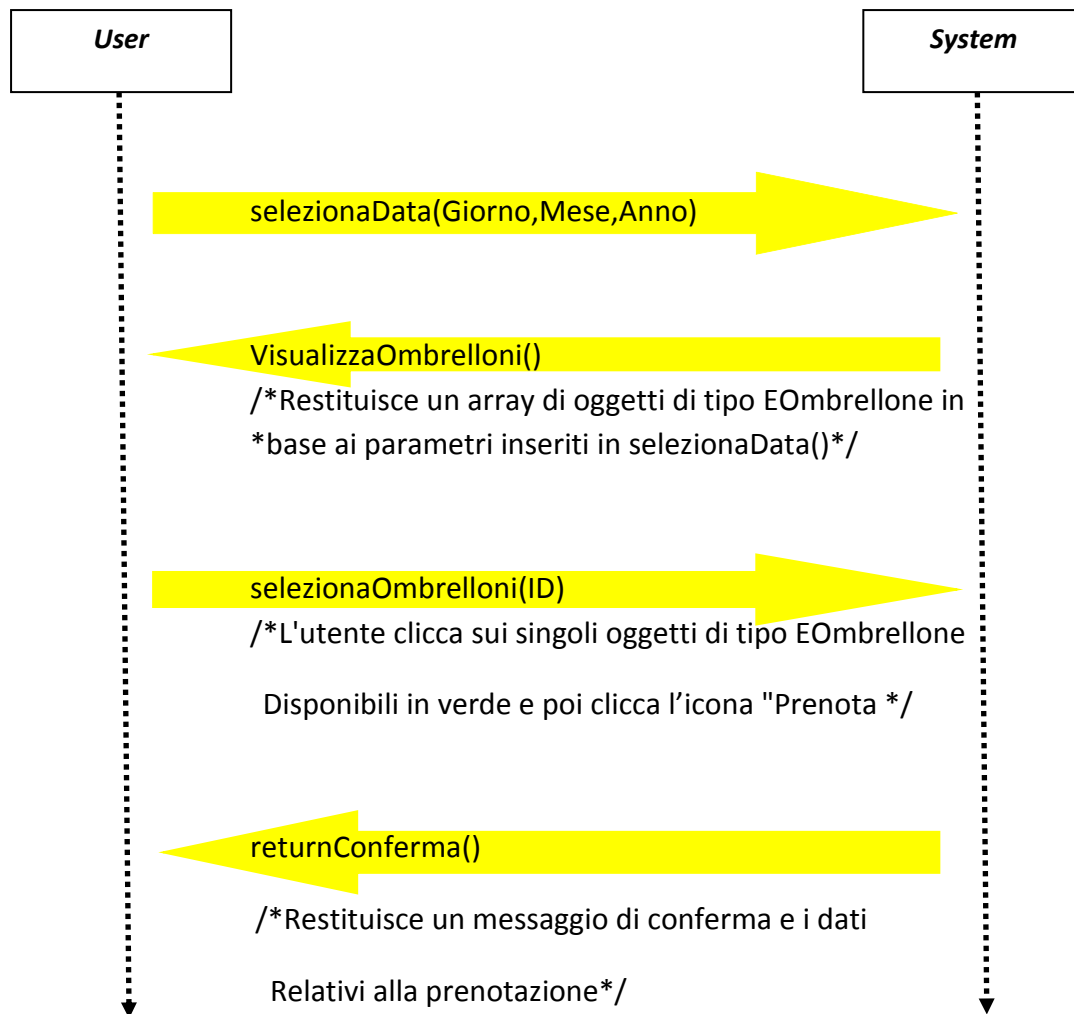 User
System
selezionaData(Giorno,Mese,Anno)
VisualizzaOmbrelloni()
/*Restituisce un array di oggetti di tipo EOmbrellone in
*base ai parametri inseriti in selezionaData()*/
selezionaOmbrelloni(ID)
/*L'utente clicca sui singoli oggetti di tipo EOmbrellone
Disponibili in verde e poi clicca l’icona "Prenota */
returnConferma()
/*Restituisce un messaggio di conferma e i dati
Relativi alla prenotazione*/